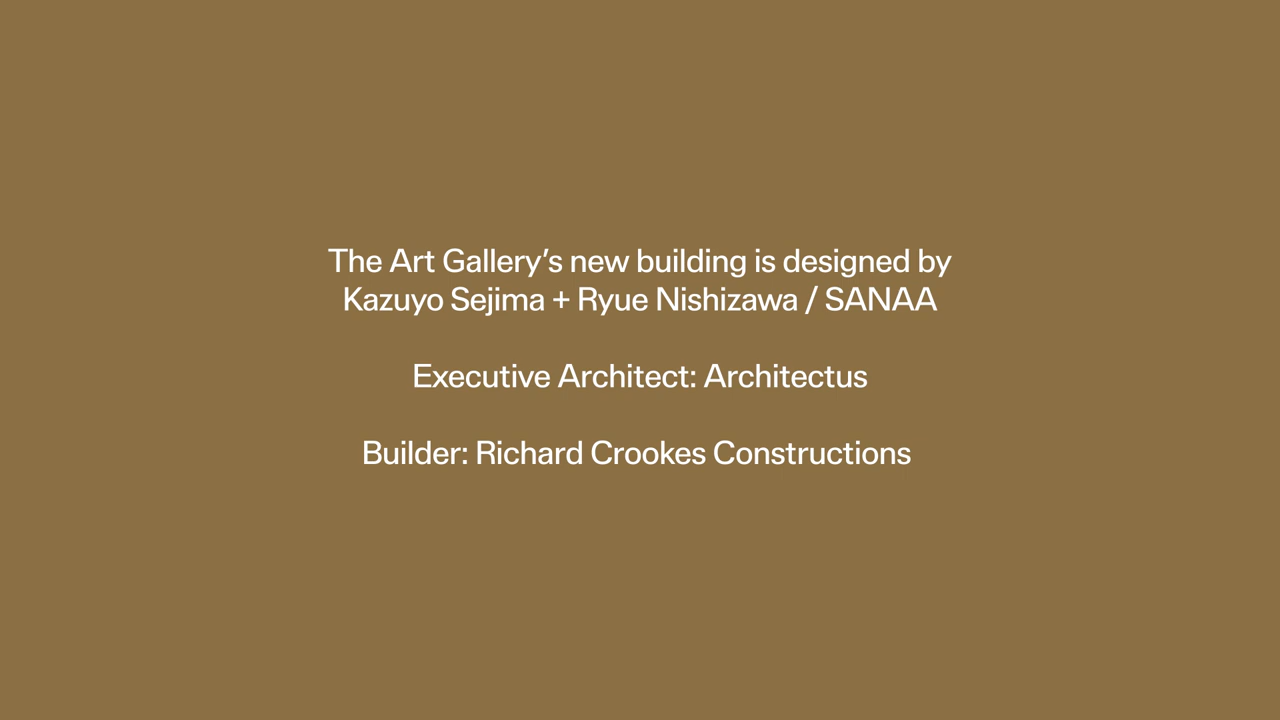 The Art Gallery’s new building is designed by
Kazuyo Sejima + Ryue Nishizawa / SANAA
Executive Architect: Architectus
Builder: Richard Crookes Constructions